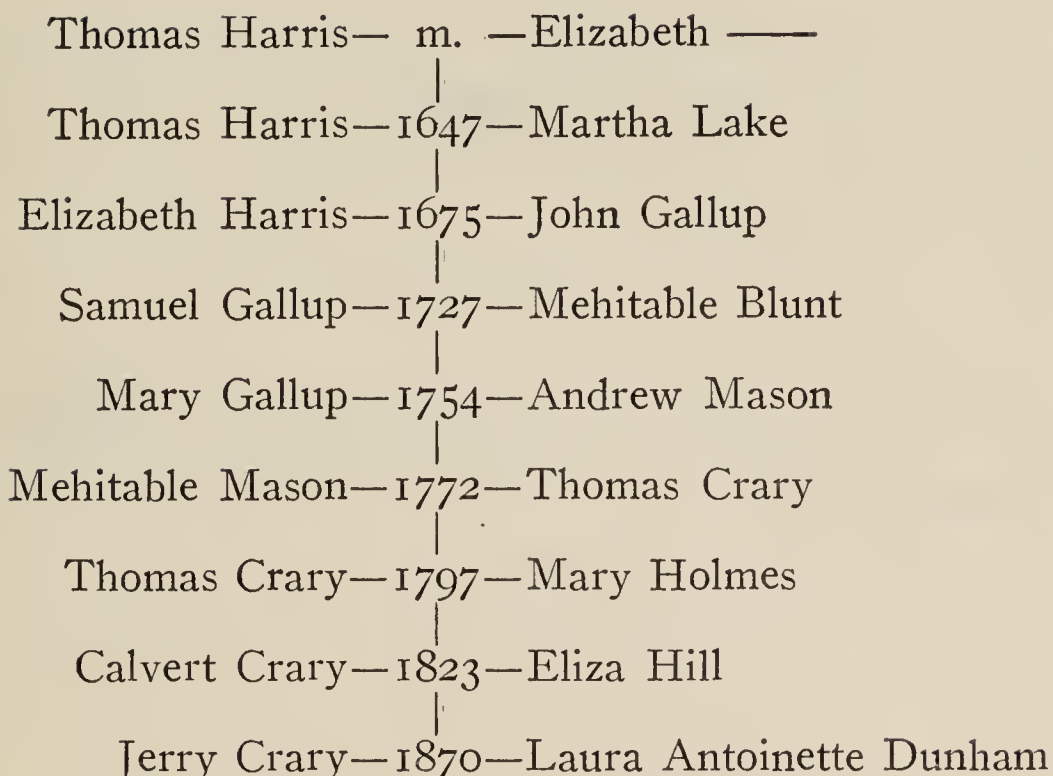 Thomas Harris— m. —Elizabeth ——
Thomas Harris—1647—Martha Lake
Elizabeth Harris—1675—John Gallup
Samuel Gallup—1727—Mehitable Blunt
Mary Gallup—1754—Andrew Mason
Mehitable Mason—1772—Thomas Crary
Thomas Crary—1797—Mary Holmes
Calvert Crary—1823—Eliza Hill
Jerry Crary—1870—Laura Antoinette Dunham